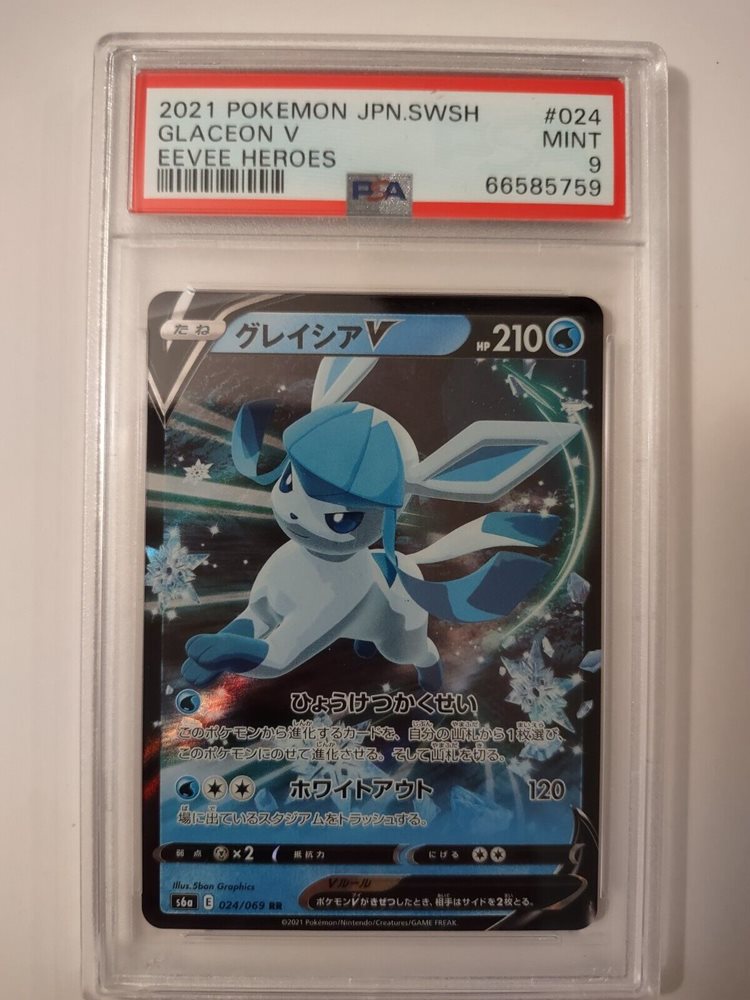 2021 POKEMON JPN.SWSH #024
GLACEON V MINT
EEVEE HEROES 9
PSA 66585759
たね グレイシアV HP 210
ひょうけつかくせい
このポケモンから進化するカードを、自分の山札から1枚選び、
このポケモンにのせて進化させる。そして山札を切る。
ホワイトアウト 120
場に出ているスタジアムをトラッシュする。
弱点 ×2 抵抗力 にげる
Illus. 5ban Graphics
Vルール
s6a E 024/069 RR ポケモンVがきぜつしたとき、相手はサイドを2枚とる。
©2021 Pokémon/Nintendo/Creatures/GAME FREAK.